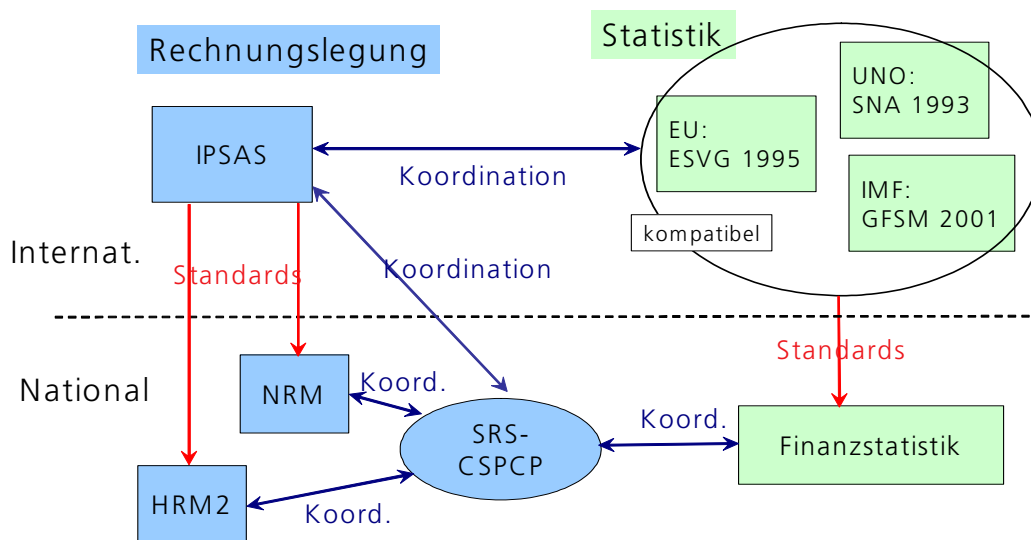 Rechnungslegung
Statistik
UNO:
SNA 1993
EU:
ESVG 1995
IPSAS
Koordination
IMF:
GFSM 2001
kompatibel
Internat.
Standards
Koordination
Standards
National
NRM
Koord.
SRS-
CSPCP
Koord.
Finanzstatistik
HRM2
Koord.